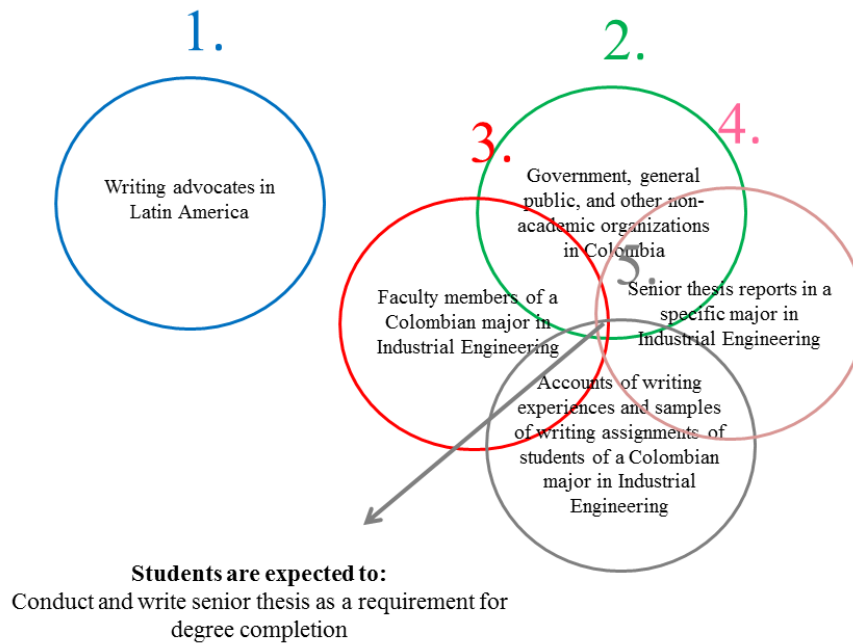 1.
2.
3.
4.
Writing advocates in
Latin America
Government, general
public, and other non-
academic organizations
in Colombia
5.
Faculty members of a
Colombian major in
Industrial Engineering
Senior thesis reports in a
specific major in
Industrial Engineering
Accounts of writing
experiences and samples
of writing assignments of
students of a Colombian
major in Industrial
Engineering
Students are expected to:
Conduct and write senior thesis as a requirement for
degree completion